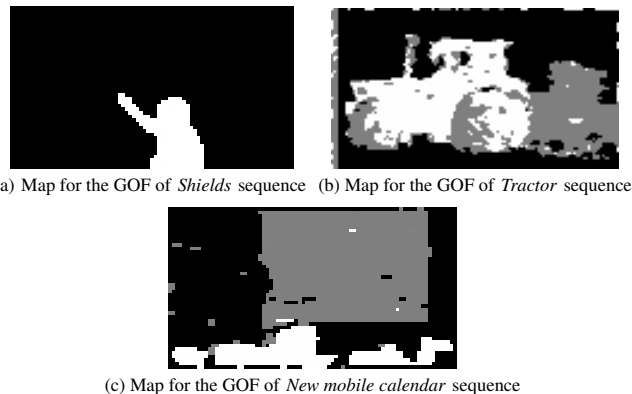 a) Map for the GOF of Shields sequence
(b) Map for the GOF of Tractor sequence
(c) Map for the GOF of New mobile calendar sequence